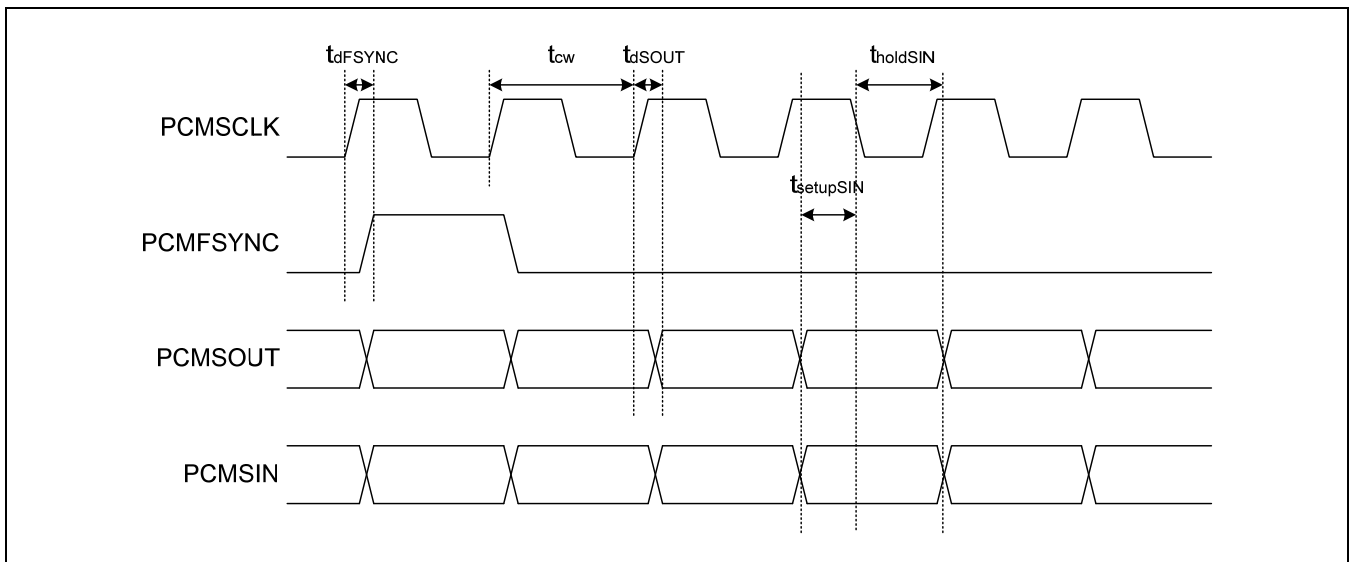 tdFSYNC tcw tdSOUT tholdSIN
PCMSCLK
tsetupSIN
PCMFSYNC
PCMSOUT
PCMSIN